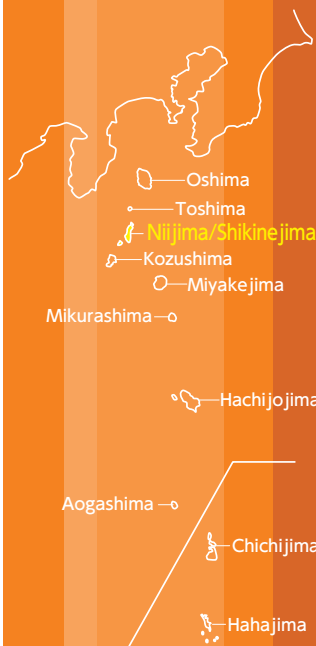 Oshima
Toshima
Niijima/Shikinejima
Kozushima
Miyakejima
Mikurashima
Hachijojima
Aogashima
Chichijima
Hahajima